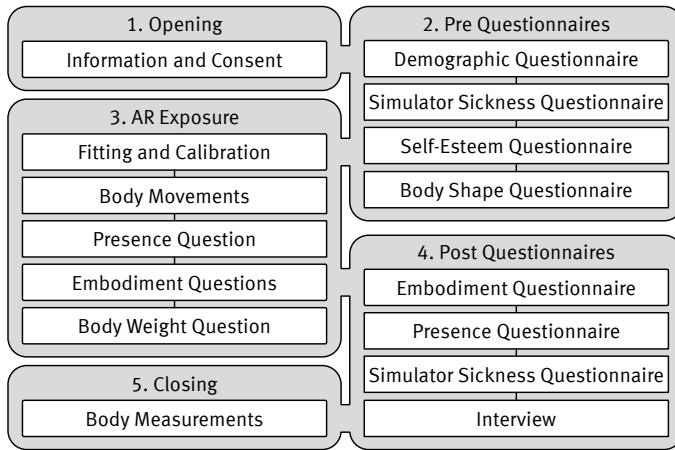 1. Opening
Information and Consent
2. Pre Questionnaires
Demographic Questionnaire
Simulator Sickness Questionnaire
Self-Esteem Questionnaire
Body Shape Questionnaire
3. AR Exposure
Fitting and Calibration
Body Movements
Presence Question
Embodiment Questions
Body Weight Question
4. Post Questionnaires
Embodiment Questionnaire
Presence Questionnaire
Simulator Sickness Questionnaire
Interview
5. Closing
Body Measurements